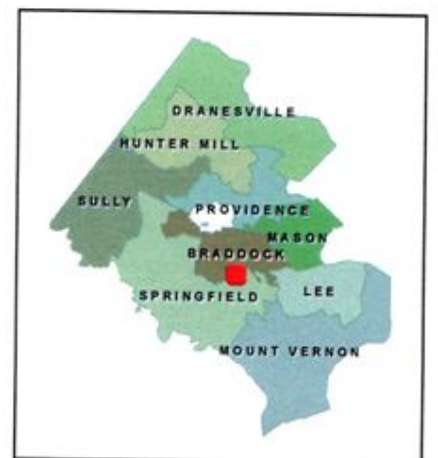 DRANESVILLE
HUNTER MILL
SULLY
PROVIDENCE
MASON
BRADDOCK
LEE
SPRINGFIELD
MOUNT VERNON